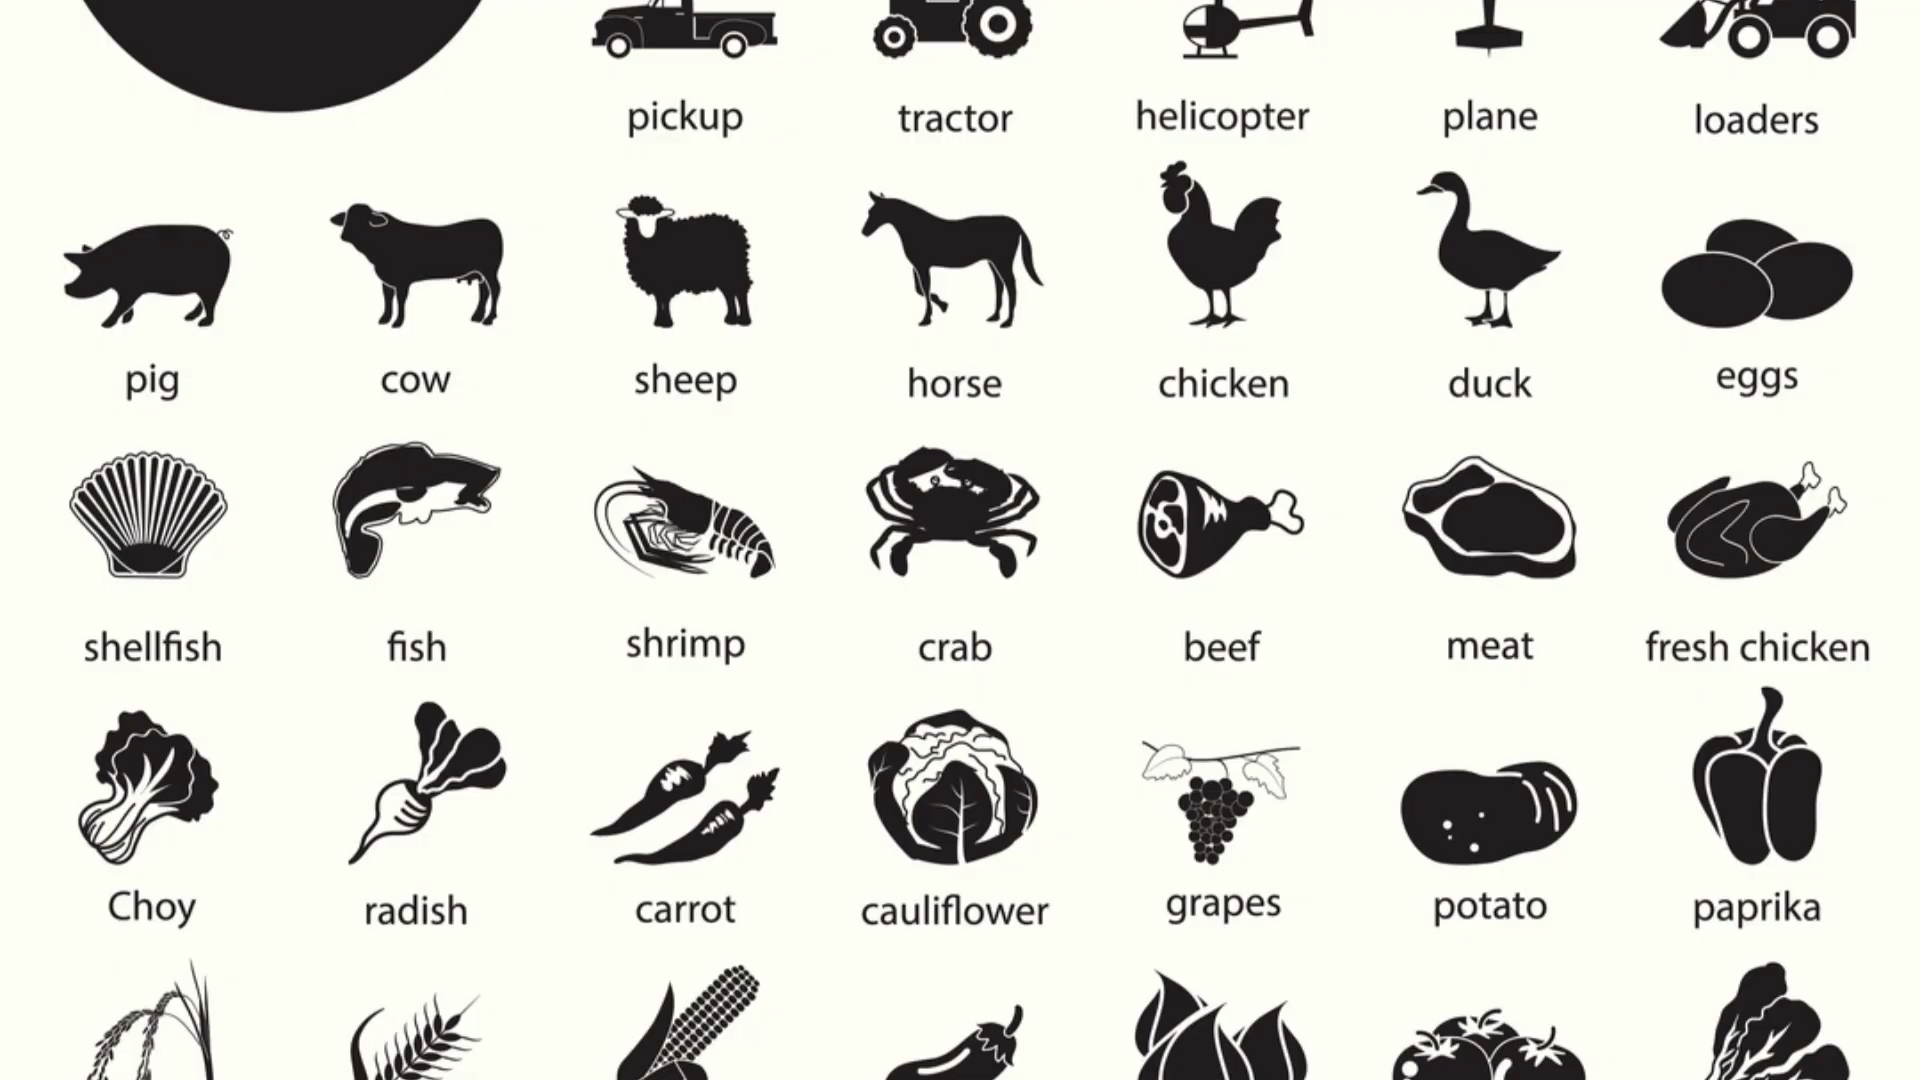 pickup tractor helicopter plane loaders
pig cow sheep horse chicken duck eggs
shellfish fish shrimp crab beef meat fresh chicken
Choy radish carrot cauliflower grapes potato paprika